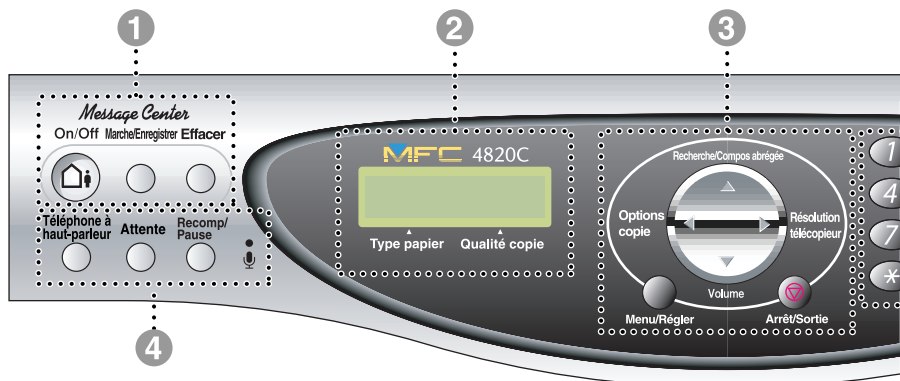 1
2
3
Message Center
On/Off Marche/Enregistrer Effacer
Téléphone à
haut-parleur
Attente
Recomp/
Pause
4
MFC 4820C
Type papier
Qualité copie
Recherche/Compos abrégée
Options
copie
Résolution
télécopieur
Volume
Menu/Régler
Arrêt/Sortie
1
4
7
*